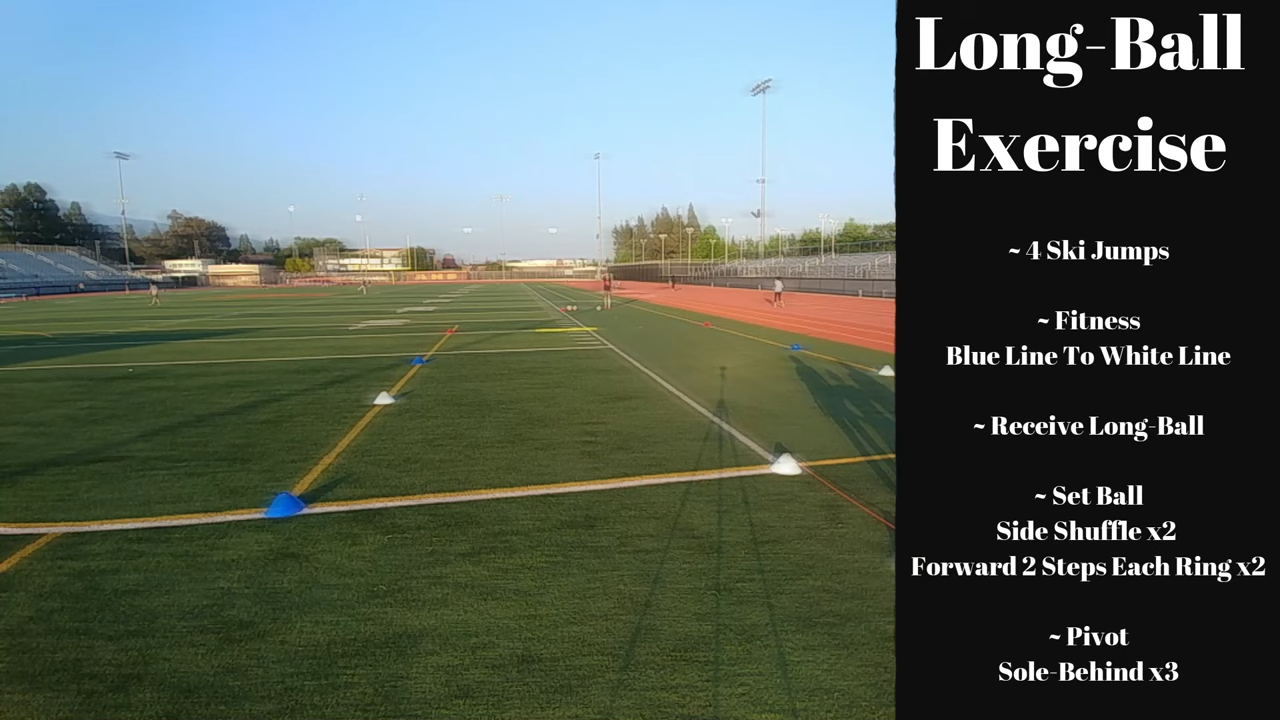 Long-Ball
Exercise
~ 4 Ski Jumps
~ Fitness
Blue Line To White Line
~ Receive Long-Ball
~ Set Ball
Side Shuffle x2
Forward 2 Steps Each Ring x2
~ Pivot
Sole-Behind x3